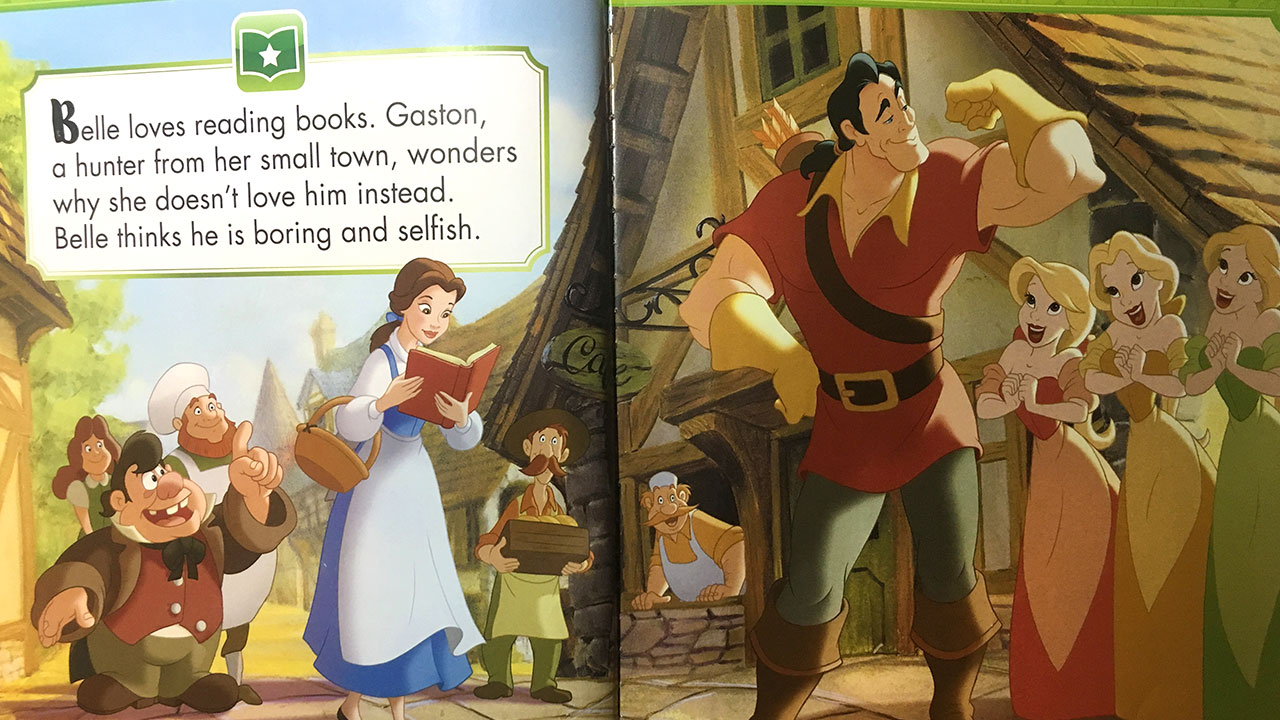 Belle loves reading books. Gaston,
a hunter from her small town, wonders
why she doesn't love him instead.
Belle thinks he is boring and selfish.
Cafe